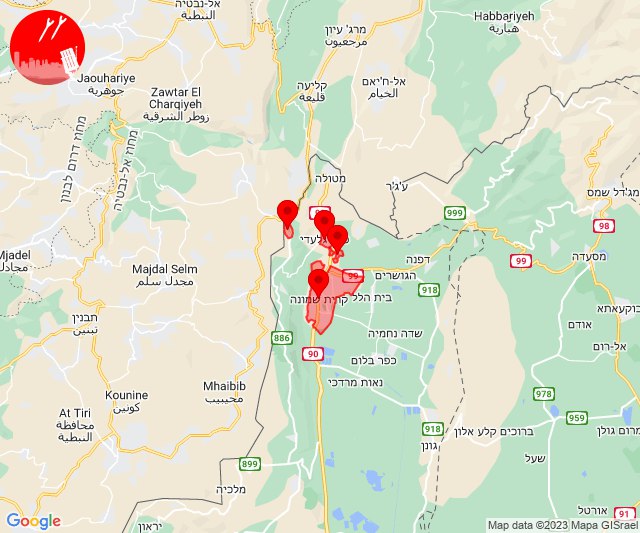 Habbariyeh
هبارية
מרג' עיון
مرجعيون
אל-נבטיה
النبطية
Jaouhariye
جوهرية
קליעה
قليعة
אל-ח'יאם
الخيام
Zawtar El
Charqiyeh
زوطر الشرقية
מחוז אל-נבטיה
מחוז דרום לבנון
מטולה
ע'ג'ר
מג'דל שמס
999
98
דפנה
99
מסעדה
Mjadel
مجادل
Majdal Selm
مجدل سلم
הגושרים
99
918
בית הלל
קרית שמונה
בוקעאתא
תבנין
تبنين
886
שדה נחמיה
אודם
אל-רום
90
כפר בלום
נאות מרדכי
Mhaibib
محيبيب
Kounine
كونين
978
At Tiri
محافظة
النبطية
959
918
ברוכים קלע אלון
מרום גולן
גונן
899
שעל
מלכיה
יראון
אורטל
91
Google
Map data ©2023 Mapa GISrael